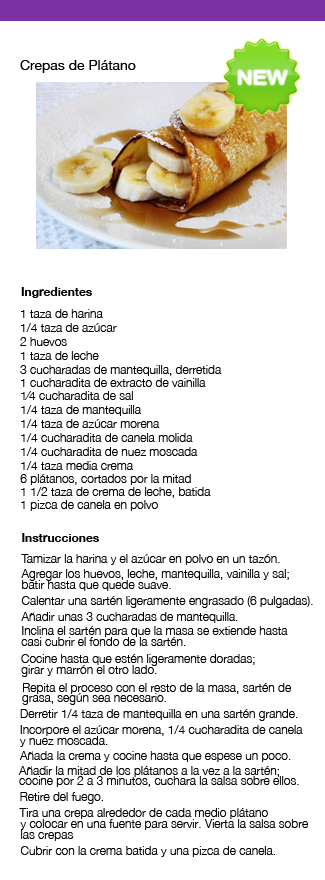 Crepas de Plátano
NEW
Ingredientes
1 taza de harina
1/4 taza de azúcar
2 huevos
1 taza de leche
3 cucharadas de mantequilla, derretida
1 cucharadita de extracto de vainilla
1⁄4 cucharadita de sal
1/4 taza de mantequilla
1/4 taza de azúcar morena
1/4 cucharadita de canela molida
1/4 cucharadita de nuez moscada
1/4 taza media crema
6 plátanos, cortados por la mitad
1 1/2 taza de crema de leche, batida
1 pizca de canela en polvo
Instrucciones
Tamizar la harina y el azúcar en polvo en un tazón.
Agregar los huevos, leche, mantequilla, vainilla y sal;
batir hasta que quede suave.
Calentar una sartén ligeramente engrasado (6 pulgadas).
Añadir unas 3 cucharadas de mantequilla.
Inclina el sartén para que la masa se extiende hasta
casi cubrir el fondo de la sartén.
Cocine hasta que estén ligeramente doradas;
girar y marrón el otro lado.
Repita el proceso con el resto de la masa, sartén de
grasa, según sea necesario.
Derretir 1/4 taza de mantequilla en una sartén grande.
Incorpore el azúcar morena, 1/4 cucharadita de canela
y nuez moscada.
Añada la crema y cocine hasta que espese un poco.
Añadir la mitad de los plátanos a la vez a la sartén;
cocine por 2 a 3 minutos, cuchara la salsa sobre ellos.
Retire del fuego.
Tira una crepa alrededor de cada medio plátano
y colocar en una fuente para servir. Vierta la salsa sobre
las crepas
Cubrir con la crema batida y una pizca de canela.